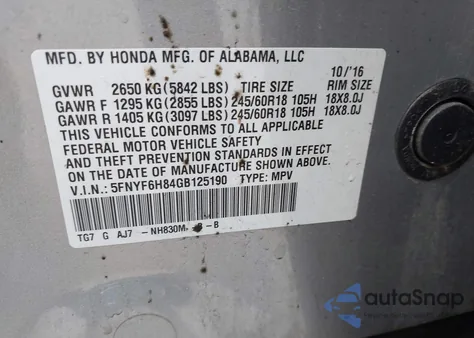 MFD. BY HONDA MFG. OF ALABAMA, LLC
10/'16
GVWR 2650 KG (5842 LBS) TIRE SIZE RIM SIZE
GAWR F 1295 KG (2855 LBS) 245/60R18 105H 18X8.0J
GAWR R 1405 KG (3097 LBS) 245/60R18 105H 18X8.0J
THIS VEHICLE CONFORMS TO ALL APPLICABLE
FEDERAL MOTOR VEHICLE SAFETY
AND THEFT PREVENTION STANDARDS IN EFFECT
ON THE DATE OF MANUFACTURE SHOWN ABOVE.
V.I.N.: 5FNYF6H84GB125190 TYPE: MPV
TG7 G AJ7 -NH830M- -B
autoSnap